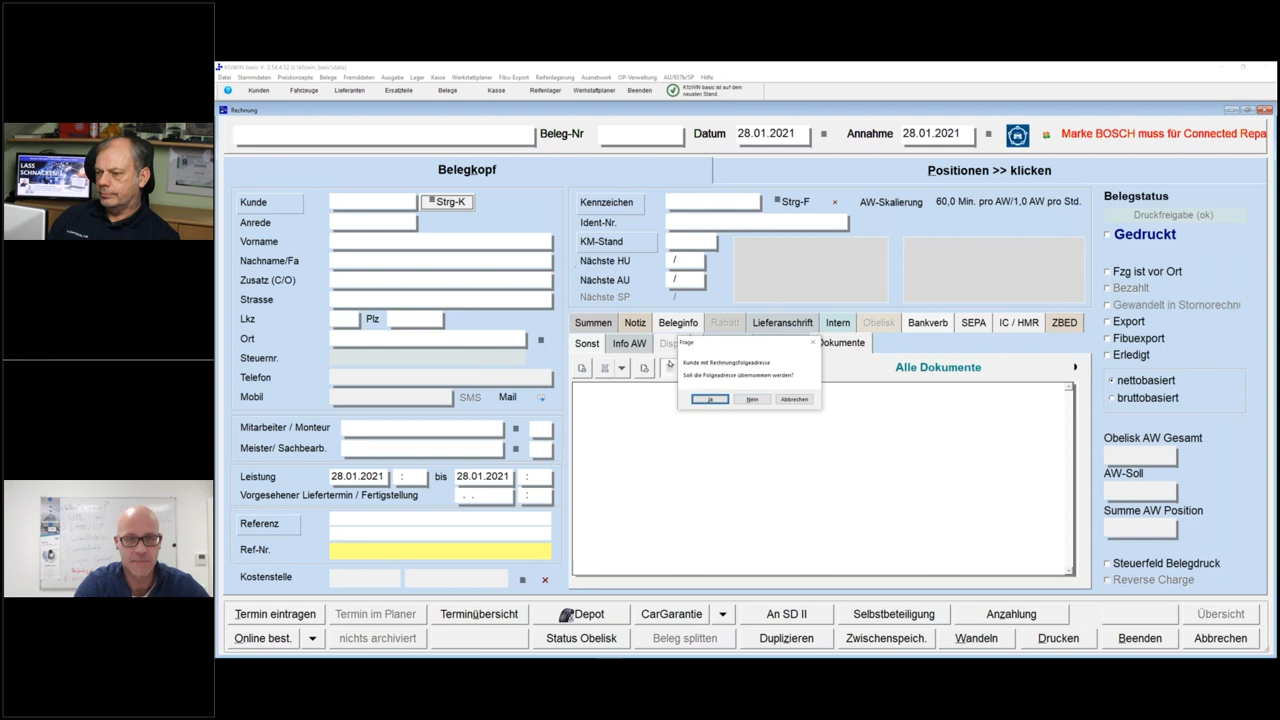 KfzWIN basic V. 2.54.4.52 (c:\kfzwin_basic\data)
Datei Stammdaten Preiskonzepte Belege Fremddaten Ausgabe Lager Kasse Werkstattplaner Fibu-Export Reifenlagerung Asanetwork OP-Verwaltung AU/§57b/SP Hilfe
Kunden Fahrzeuge Lieferanten Ersatzteile Belege Kasse Reifenlager Werkstattplaner Beenden KfzWIN basic ist auf dem neusten Stand.
Rechnung
Beleg-Nr Datum 28.01.2021 Annahme 28.01.2021 Marke BOSCH muss für Connected Repa
Belegkopf Positionen >> klicken
Kunde Strg-K
Anrede
Vorname
Nachname/Fa
Zusatz (C/O)
Strasse
Lkz Plz
Ort
Steuernr.
Telefon
Mobil SMS Mail
Mitarbeiter / Monteur
Meister/ Sachbearb.
Leistung 28.01.2021 : bis 28.01.2021 :
Vorgesehener Liefertermin / Fertigstellung . . :
Referenz
Ref-Nr.
Kostenstelle
Kennzeichen Strg-F AW-Skalierung 60,0 Min. pro AW/1,0 AW pro Std.
Ident-Nr.
KM-Stand
Nächste HU /
Nächste AU /
Nächste SP /
Summen Notiz Beleginfo Rabatt Lieferanschrift Intern Obelisk Bankverb SEPA IC / HMR ZBED
Sonst Info AW Disp Dokumente
Alle Dokumente
Frage
Kunde mit Rechnungsfolgeadresse
Soll die Folgeadresse übernommen werden?
Ja Nein Abbrechen
Belegstatus
Druckfreigabe (ok)
Gedruckt
Fzg ist vor Ort
Bezahlt
Gewandelt in Stornorechnu
Export
Fibuexport
Erledigt
nettobasiert
bruttobasiert
Obelisk AW Gesamt
AW-Soll
Summe AW Position
Steuerfeld Belegdruck
Reverse Charge
Termin eintragen Termin im Planer Terminübersicht Depot CarGarantie An SD II Selbstbeteiligung Anzahlung Übersicht
Online best. nichts archiviert Status Obelisk Beleg splitten Duplizieren Zwischenspeich. Wandeln Drucken Beenden Abbrechen
LASS
SCHNACKEN!